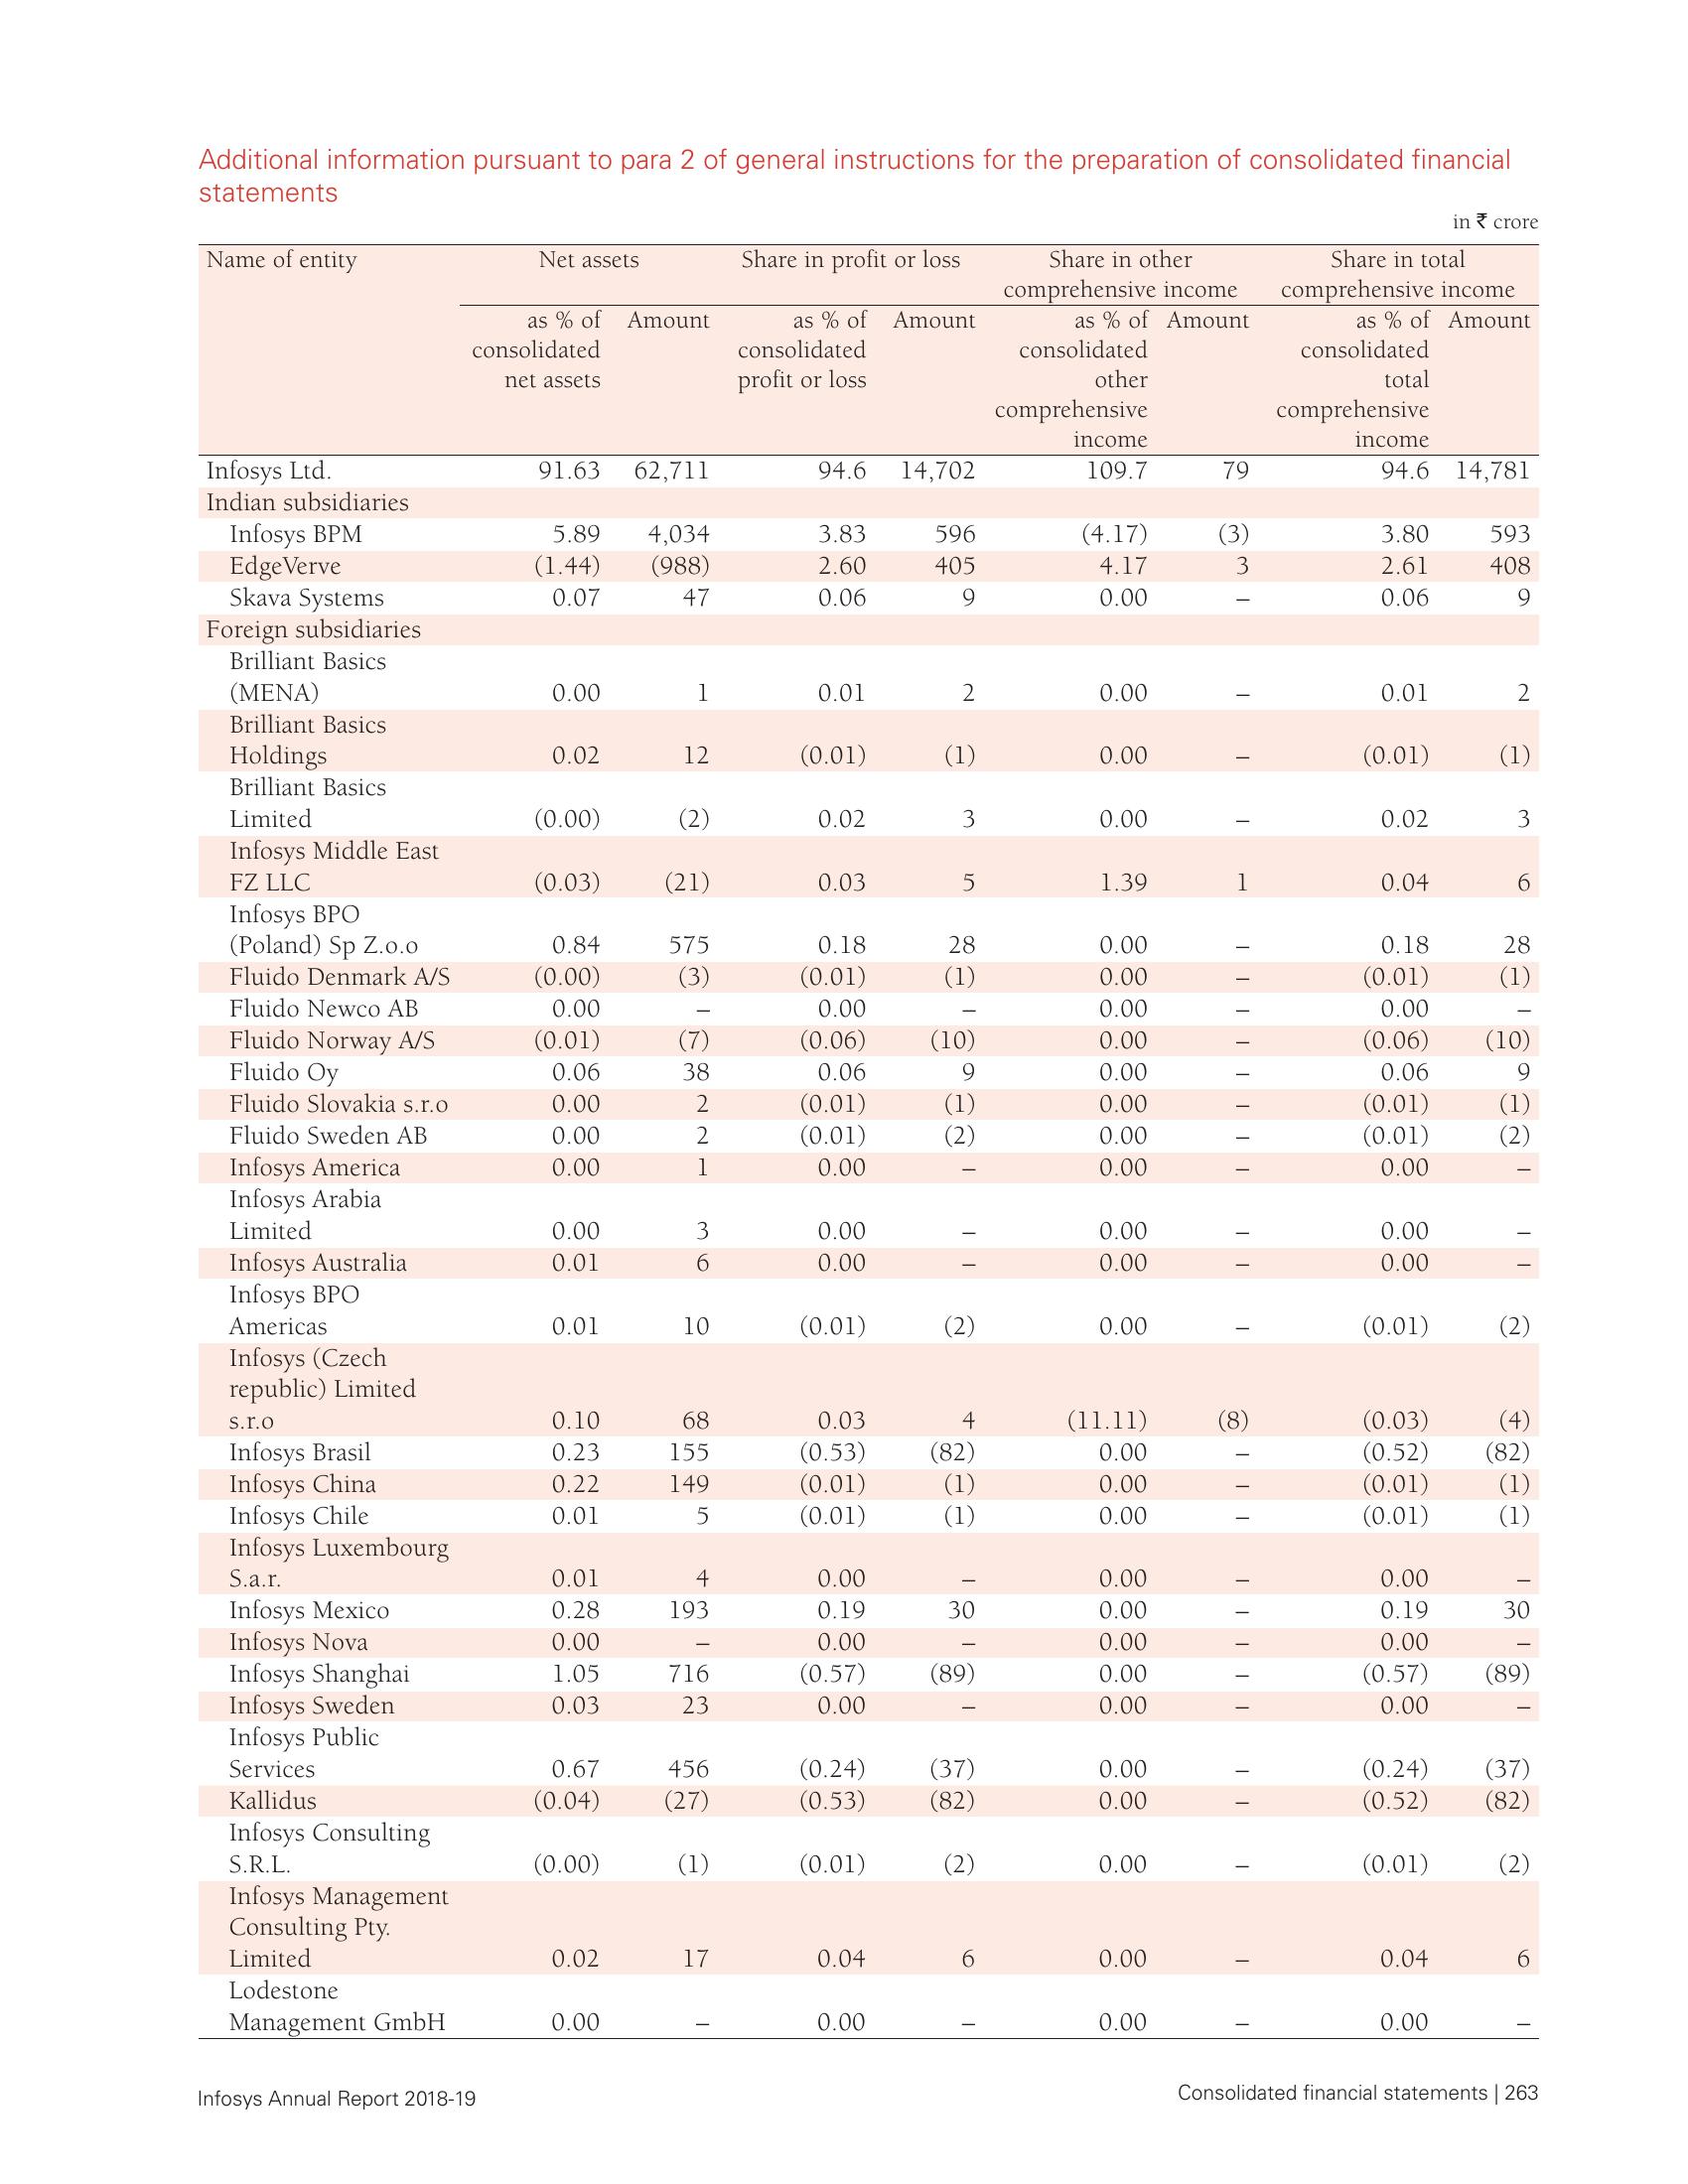 Additional information pursuant to para 2 of general instructions for the preparation of consolidated financial
statements
in ₹ crore
Name of entity Net assets Share in profit or loss Share in other Share in total
comprehensive income comprehensive income
as % of Amount as % of Amount as % of Amount as % of Amount
consolidated consolidated consolidated consolidated
net assets profit or loss other total
comprehensive comprehensive
income income
Infosys Ltd. 91.63 62,711 94.6 14,702 109.7 79 94.6 14,781
Indian subsidiaries
Infosys BPM 5.89 4,034 3.83 596 (4.17) (3) 3.80 593
EdgeVerve (1.44) (988) 2.60 405 4.17 3 2.61 408
Skava Systems 0.07 47 0.06 9 0.00 – 0.06 9
Foreign subsidiaries
Brilliant Basics
(MENA) 0.00 1 0.01 2 0.00 – 0.01 2
Brilliant Basics
Holdings 0.02 12 (0.01) (1) 0.00 – (0.01) (1)
Brilliant Basics
Limited (0.00) (2) 0.02 3 0.00 – 0.02 3
Infosys Middle East
FZ LLC (0.03) (21) 0.03 5 1.39 1 0.04 6
Infosys BPO
(Poland) Sp Z.o.o 0.84 575 0.18 28 0.00 – 0.18 28
Fluido Denmark A/S (0.00) (3) (0.01) (1) 0.00 – (0.01) (1)
Fluido Newco AB 0.00 – 0.00 – 0.00 – 0.00 –
Fluido Norway A/S (0.01) (7) (0.06) (10) 0.00 – (0.06) (10)
Fluido Oy 0.06 38 0.06 9 0.00 – 0.06 9
Fluido Slovakia s.r.o 0.00 2 (0.01) (1) 0.00 – (0.01) (1)
Fluido Sweden AB 0.00 2 (0.01) (2) 0.00 – (0.01) (2)
Infosys America 0.00 1 0.00 – 0.00 – 0.00 –
Infosys Arabia
Limited 0.00 3 0.00 – 0.00 – 0.00 –
Infosys Australia 0.01 6 0.00 – 0.00 – 0.00 –
Infosys BPO
Americas 0.01 10 (0.01) (2) 0.00 – (0.01) (2)
Infosys (Czech
republic) Limited
s.r.o 0.10 68 0.03 4 (11.11) (8) (0.03) (4)
Infosys Brasil 0.23 155 (0.53) (82) 0.00 – (0.52) (82)
Infosys China 0.22 149 (0.01) (1) 0.00 – (0.01) (1)
Infosys Chile 0.01 5 (0.01) (1) 0.00 – (0.01) (1)
Infosys Luxembourg
S.a.r. 0.01 4 0.00 – 0.00 – 0.00 –
Infosys Mexico 0.28 193 0.19 30 0.00 – 0.19 30
Infosys Nova 0.00 – 0.00 – 0.00 – 0.00 –
Infosys Shanghai 1.05 716 (0.57) (89) 0.00 – (0.57) (89)
Infosys Sweden 0.03 23 0.00 – 0.00 – 0.00 –
Infosys Public
Services 0.67 456 (0.24) (37) 0.00 – (0.24) (37)
Kallidus (0.04) (27) (0.53) (82) 0.00 – (0.52) (82)
Infosys Consulting
S.R.L. (0.00) (1) (0.01) (2) 0.00 – (0.01) (2)
Infosys Management
Consulting Pty.
Limited 0.02 17 0.04 6 0.00 – 0.04 6
Lodestone
Management GmbH 0.00 – 0.00 – 0.00 – 0.00 –
Infosys Annual Report 2018-19 Consolidated financial statements | 263